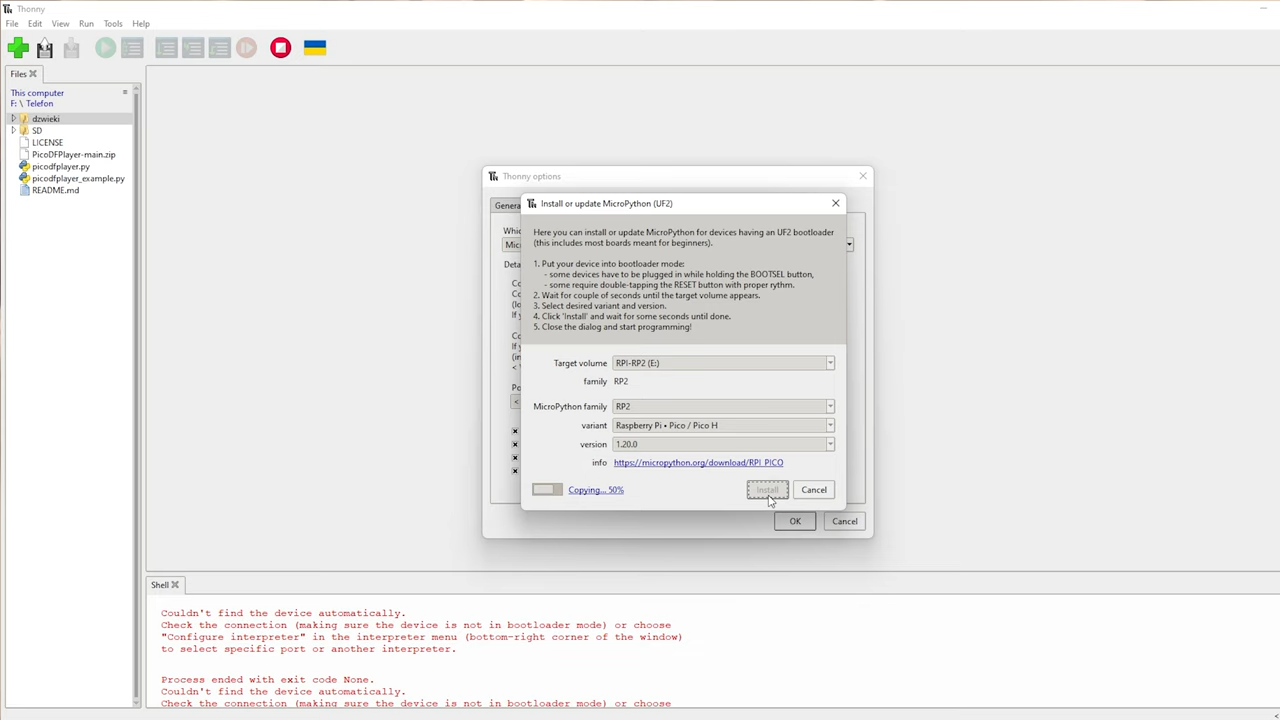 Thonny
File Edit View Run Tools Help
Files
This computer
F: \ Telefon
dzwieki
SD
LICENSE
PicoDFPlayer-main.zip
picodfplayer.py
picodfplayer_example.py
README.md
Thonny options
Genera
Whic
Mic
Deta
Install or update MicroPython (UF2)
Here you can install or update MicroPython for devices having an UF2 bootloader
(this includes most boards meant for beginners).
1. Put your device into bootloader mode:
- some devices have to be plugged in while holding the BOOTSEL button,
- some require double-tapping the RESET button with proper rythm.
2. Wait for couple of seconds until the target volume appears.
3. Select desired variant and version.
4. Click 'Install' and wait for some seconds until done.
5. Close the dialog and start programming!
Target volume RPI-RP2 (E:)
family RP2
MicroPython family RP2
variant Raspberry Pi • Pico / Pico H
version 1.20.0
info https://micropython.org/download/RPI_PICO
Copying... 50% Install Cancel
OK Cancel
Shell
Couldn't find the device automatically.
Check the connection (making sure the device is not in bootloader mode) or choose
"Configure interpreter" in the interpreter menu (bottom-right corner of the window)
to select specific port or another interpreter.
Process ended with exit code None.
Couldn't find the device automatically.
Check the connection (making sure the device is not in bootloader mode) or choose